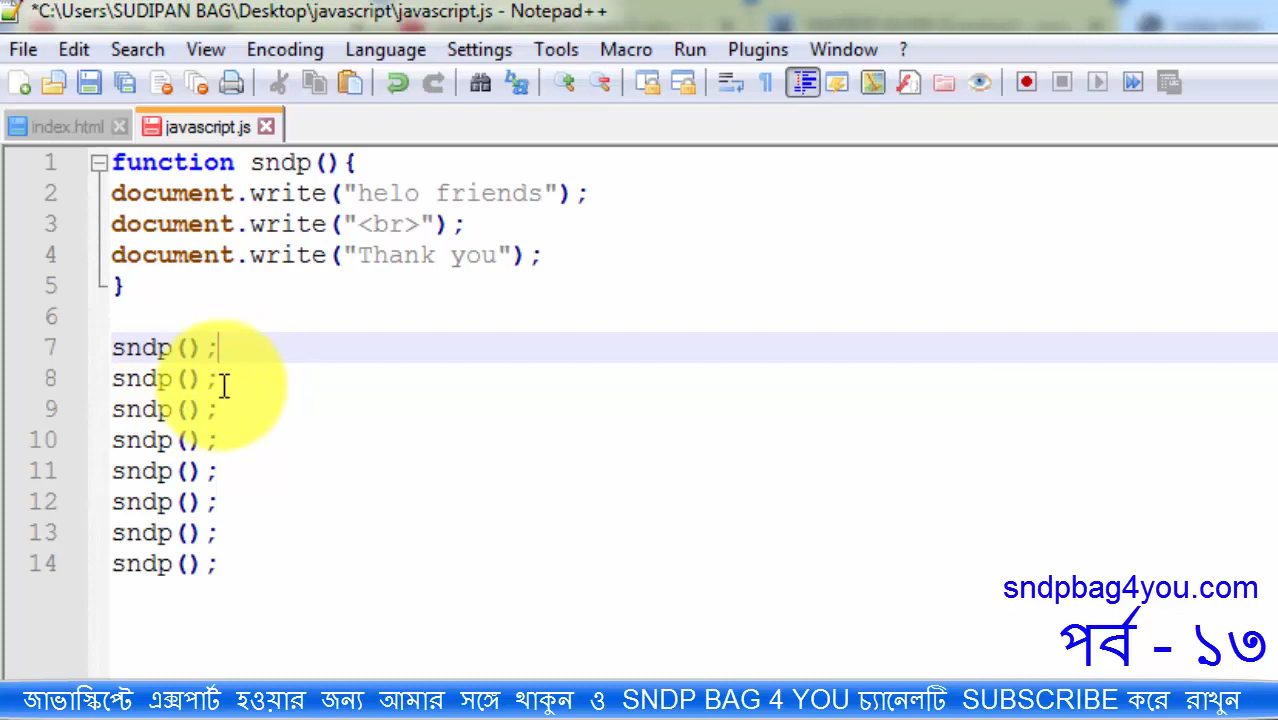 *C:\Users\SUDIPAN BAG\Desktop\javascript\javascript.js - Notepad++
File Edit Search View Encoding Language Settings Tools Macro Run Plugins Window ?
index.html javascript.js
1 function sndp(){
2 document.write("helo friends");
3 document.write("<br>");
4 document.write("Thank you");
5 }
6
7 sndp();
8 sndp();
9 sndp();
10 sndp();
11 sndp();
12 sndp();
13 sndp();
14 sndp();
sndpbag4you.com
পর্ব - ১৩
জাভাস্কিপ্টে এক্সপার্ট হওয়ার জন্য আমার সঙ্গে থাকুন ও SNDP BAG 4 YOU চ্যানেলটি SUBSCRIBE করে রাখুন